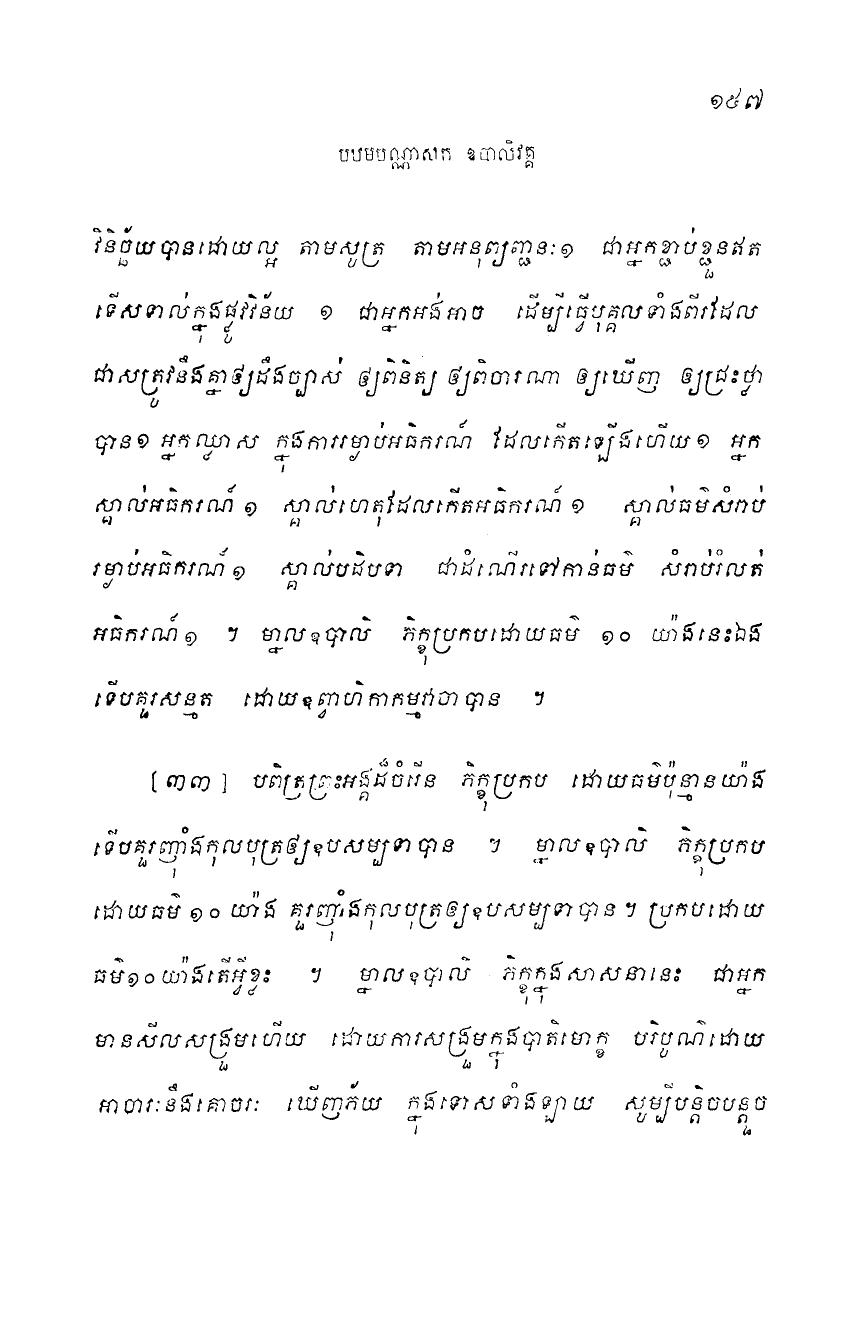 ១៥៧
បឋមបណ្ណាសក ឧបាលិវគ្គ
វិនិច្ឆ័យបានដោយល្អ តាមសូត្រ តាមអនុព្យញ្ជនៈ១ ជាអ្នកខ្ជាប់ខ្ជួនឥត
ទើសទាល់ក្នុងផ្លូវវិន័យ ១ ជាអ្នកអង់អាច ដើម្បីធ្វើបុគ្គលទាំងពីរដែល
ជាសត្រូវនឹងគ្នាឲ្យដឹងច្បាស់ ឲ្យពិនិត្យ ឲ្យពិចារណា ឲ្យឃើញ ឲ្យជ្រះថ្លា
បាន១ អ្នកឈ្លាស ក្នុងការរម្ងាប់អធិករណ៍ ដែលកើតឡើងហើយ១ អ្នក
ស្គាល់អធិករណ៍១ ស្គាល់ហេតុដែលកើតអធិករណ៍១ ស្គាល់ធម៌សំរាប់
រម្ងាប់អធិករណ៍១ ស្គាល់បដិបទា ជាដំណើរទៅកាន់ធម៌ សំរាប់រំលត់
អធិករណ៍១ ។ ម្នាលឧបាលិ ភិក្ខុប្រកបដោយធម៌ ១០ យ៉ាងនេះឯង
ទើបគួរសន្មត ដោយឧព្វាហិកាកម្មវាចាបាន ។
[៣៣] បពិត្រព្រះអង្គដ៏ចំរើន ភិក្ខុប្រកប ដោយធម៌ប៉ុន្មានយ៉ាង
ទើបគួរញ៉ាំងកុលបុត្រឲ្យឧបសម្បទាបាន ។ ម្នាលឧបាលិ ភិក្ខុប្រកប
ដោយធម៌ ១០ យ៉ាង គួរញ៉ាំងកុលបុត្រឲ្យឧបសម្បទាបាន។ ប្រកបដោយ
ធម៌១០យ៉ាងតើអ្វីខ្លះ ។ ម្នាលឧបាលិ ភិក្ខុក្នុងសាសនានេះ ជាអ្នក
មានសីលសង្រួមហើយ ដោយការសង្រួមក្នុងបាតិមោក្ខ បរិបូណ៌ដោយ
អាចារៈនឹងគោចរៈ ឃើញភ័យ ក្នុងទោសទាំងឡាយ សូម្បីបន្តិចបន្តួច